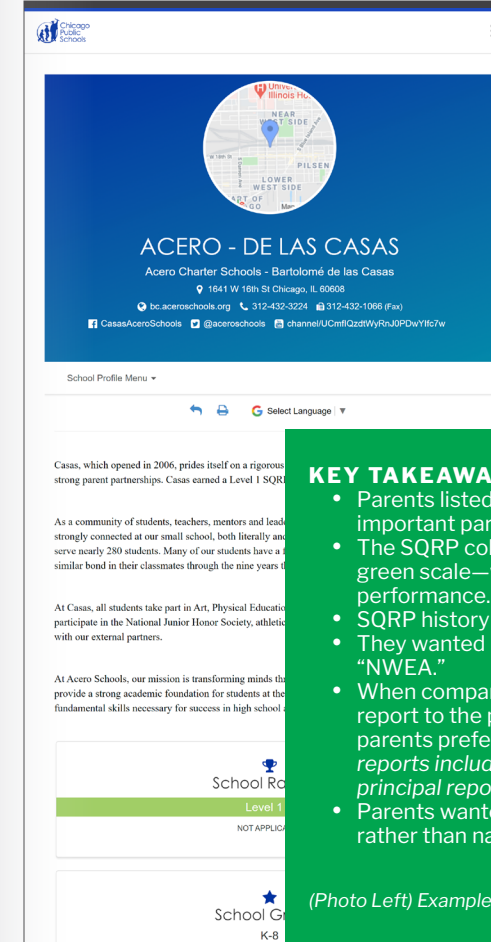 Chicago
Public
Schools
Illinois
NEAR
WEST SIDE
W 18th St
PILSEN
LOWER
WEST SIDE
ACERO - DE LAS CASAS
Acero Charter Schools - Bartolomé de las Casas
1641 W 16th St Chicago, IL 60608
bc.aceroschools.org 312-432-3224 312-432-1066 (Fax)
CasasAceroSchools @aceroschools channel/UCmflQzdtWyRnJ0PDwYIfc7w
School Profile Menu
Select Language
Casas, which opened in 2006, prides itself on a rigorous
strong parent partnerships. Casas earned a Level 1 SQR
As a community of students, teachers, mentors and lead
strongly connected at our small school, both literally and
serve nearly 280 students. Many of our students have a
similar bond in their classmates through the nine years
At Casas, all students take part in Art, Physical Educatio
participate in the National Junior Honor Society, athletic
with our external partners.
At Acero Schools, our mission is transforming minds thr
provide a strong academic foundation for students at the
fundamental skills necessary for success in high school
School Ra
Level 1
NOT APPLICA
School G
K-8
KEY TAKEAWA
• Parents listed
important par
• The SQRP col
green scale—
performance.
• SQRP history
• They wanted
“NWEA.”
• When compa
report to the p
parents prefe
reports includ
principal repo
• Parents wante
rather than na
(Photo Left) Example